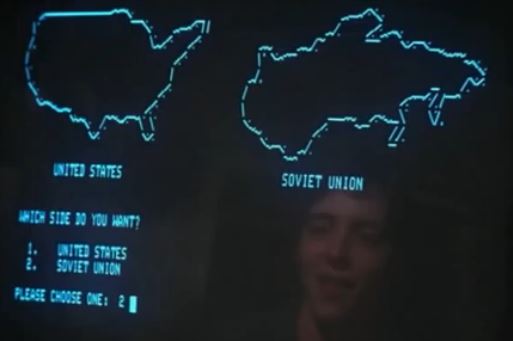 UNITED STATES
SOVIET UNION
WHICH SIDE DO YOU WANT?
1. UNITED STATES
2. SOVIET UNION
PLEASE CHOOSE ONE: 2